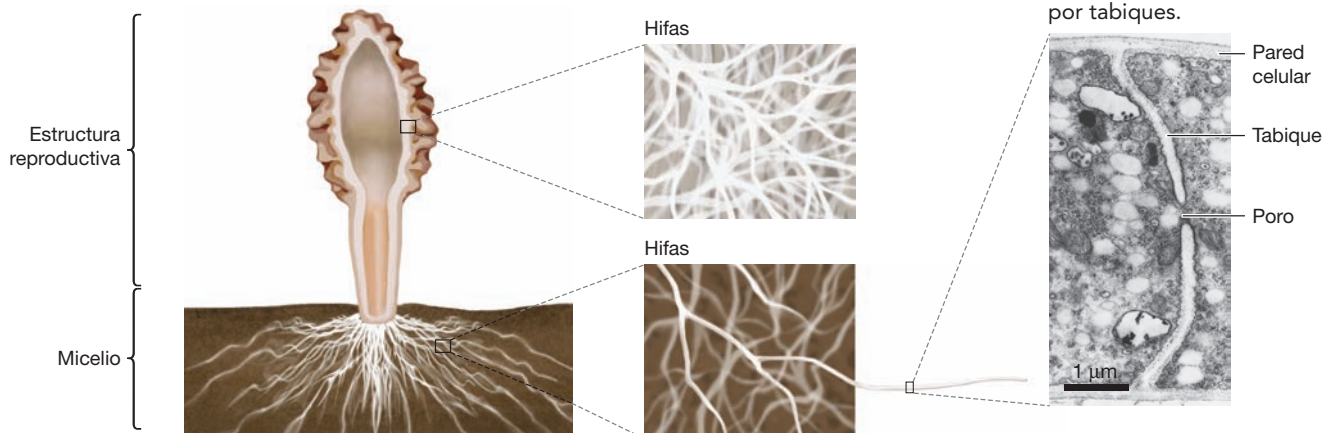 por tabiques.
Hifas
Pared
celular
Estructura
reproductiva
Tabique
Poro
Hifas
Micelio
1 μm